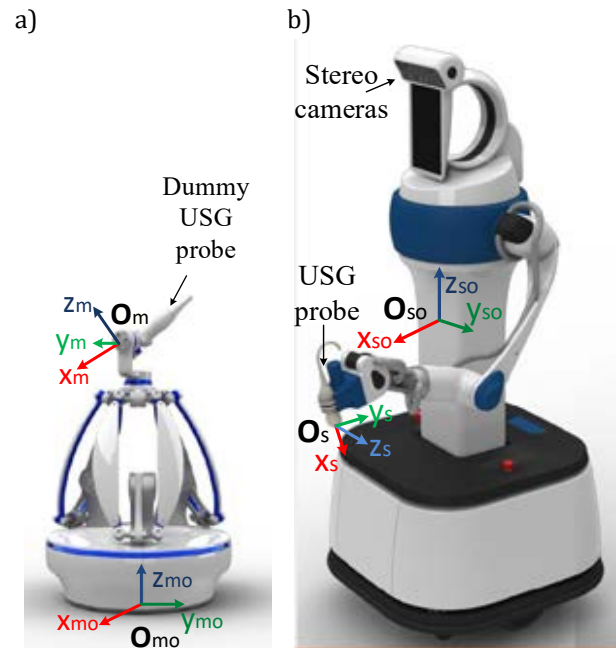 a)
Dummy
USG
probe
zm
Om
ym
xm
zmo
xmo
ymo
Omo
b)
Stereo
cameras
USG
probe
zso
Oso
yso
xso
ys
Os
zs
xs